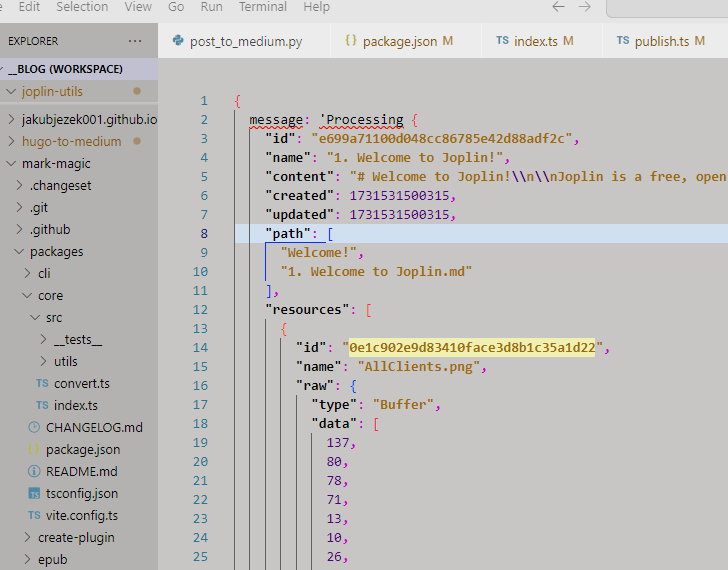 Edit Selection View Go Run Terminal Help
EXPLORER ...
post_to_medium.py {} package.json M TS index.ts M TS publish.ts M
__BLOG (WORKSPACE)
joplin-utils
jakubjezek001.github.io
hugo-to-medium
mark-magic
.changeset
.git
.github
packages
cli
core
src
__tests__
utils
TS convert.ts
TS index.ts
CHANGELOG.md
{} package.json
README.md
TS tsconfig.json
TS vite.config.ts
create-plugin
epub
1 {
2 message: 'Processing {
3 "id": "e699a71100d048cc86785e42d88adf2c",
4 "name": "1. Welcome to Joplin!",
5 "content": "# Welcome to Joplin!\\n\\nJoplin is a free, open
6 "created": 1731531500315,
7 "updated": 1731531500315,
8 "path": [
9 "Welcome!",
10 "1. Welcome to Joplin.md"
11 ],
12 "resources": [
13 {
14 "id": "0e1c902e9d83410face3d8b1c35a1d22",
15 "name": "AllClients.png",
16 "raw": {
17 "type": "Buffer",
18 "data": [
19 137,
20 80,
21 78,
22 71,
23 13,
24 10,
25 26,